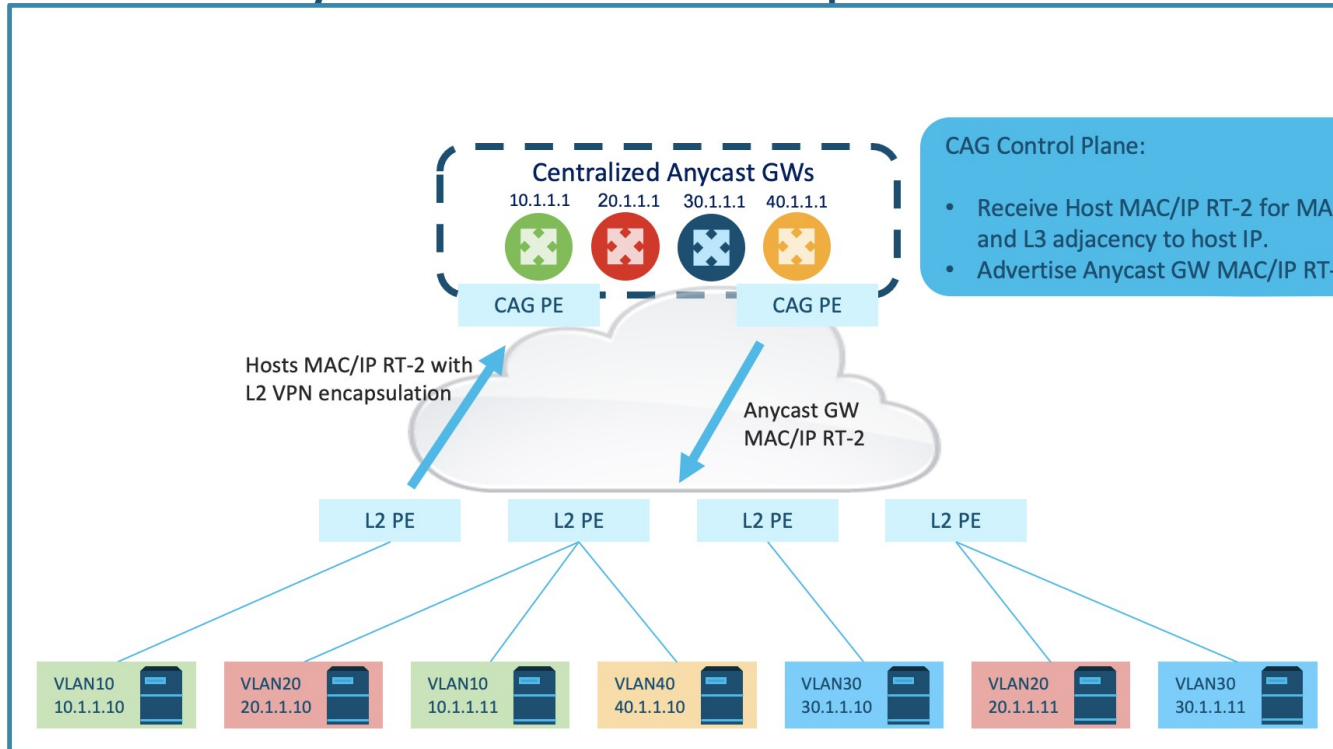 Centralized Anycast GWs
10.1.1.1 20.1.1.1 30.1.1.1 40.1.1.1
CAG PE CAG PE
CAG Control Plane:
• Receive Host MAC/IP RT-2 for
and L3 adjacency to host IP.
• Advertise Anycast GW MAC/IP
Hosts MAC/IP RT-2 with
L2 VPN encapsulation
Anycast GW
MAC/IP RT-2
L2 PE L2 PE L2 PE L2 PE
VLAN10
10.1.1.10
VLAN20
20.1.1.10
VLAN10
10.1.1.11
VLAN40
40.1.1.10
VLAN30
30.1.1.10
VLAN20
20.1.1.11
VLAN30
30.1.1.11